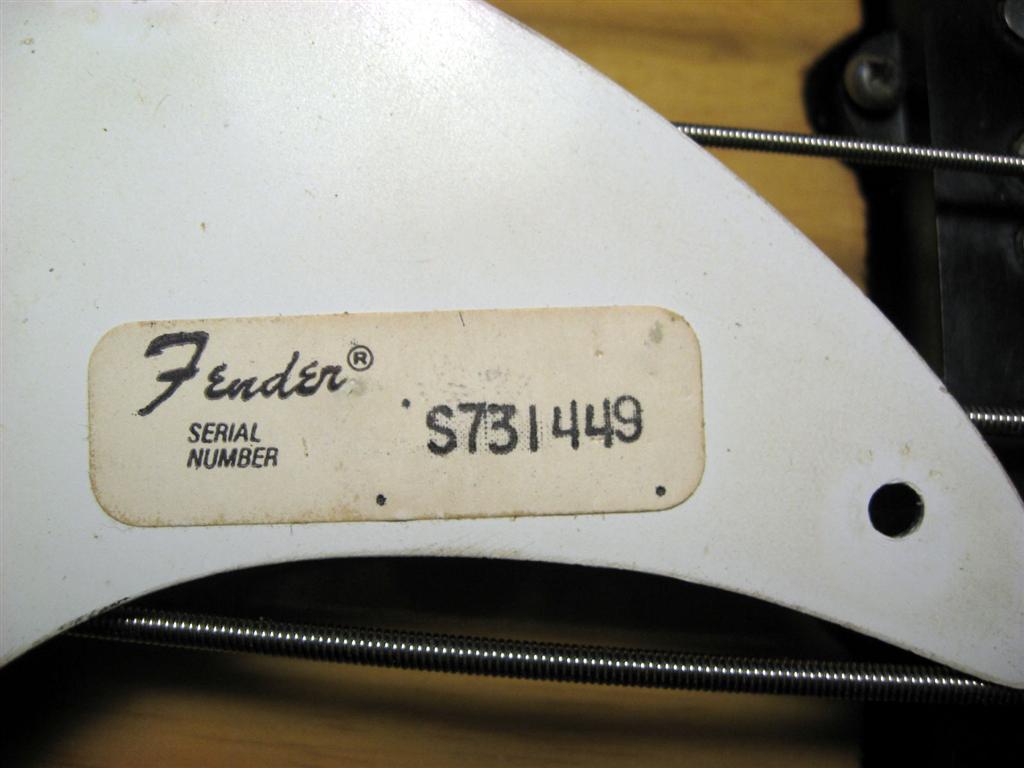 Fender®
SERIAL
NUMBER
S731449